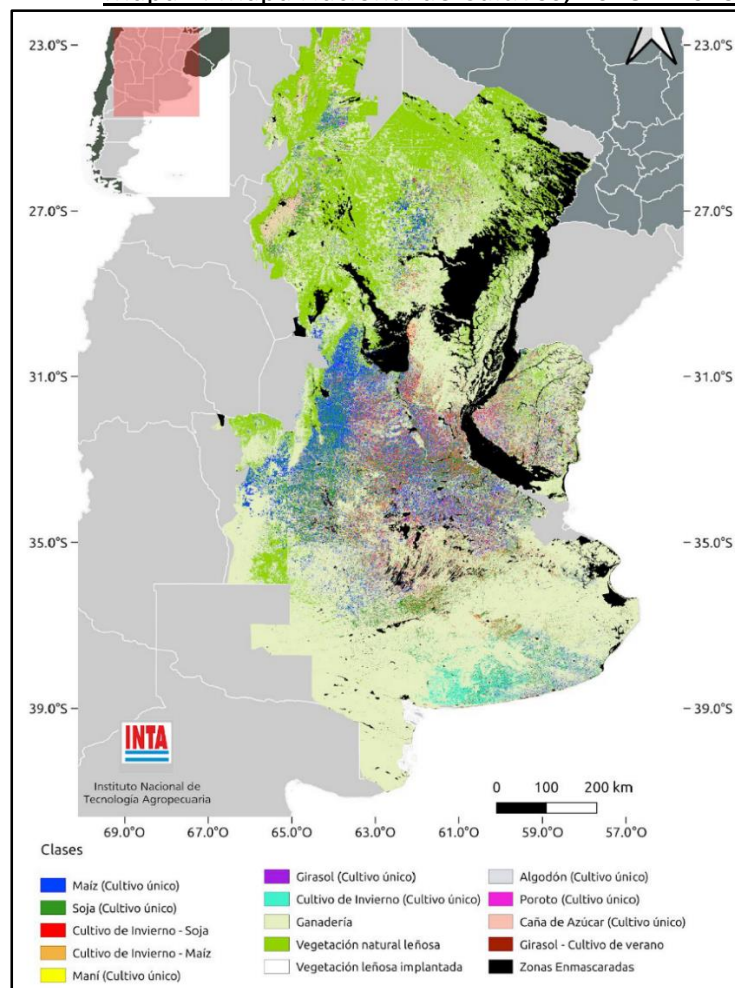 23.0°S
23.0°S
27.0°S
27.0°S
31.0°S
31.0°S
35.0°S
35.0°S
39.0°S
39.0°S
INTA
Instituto Nacional de
Tecnología Agropecuaria
0 100 200 km
69.0°O 67.0°O 65.0°O 63.0°O 61.0°O 59.0°O 57.0°O
Clases
Maíz (Cultivo único)
Soja (Cultivo único)
Cultivo de Invierno - Soja
Cultivo de Invierno - Maíz
Maní (Cultivo único)
Girasol (Cultivo único)
Cultivo de Invierno (Cultivo único)
Ganadería
Vegetación natural leñosa
Vegetación leñosa implantada
Algodón (Cultivo único)
Poroto (Cultivo único)
Caña de Azúcar (Cultivo único)
Girasol - Cultivo de verano
Zonas Enmascaradas